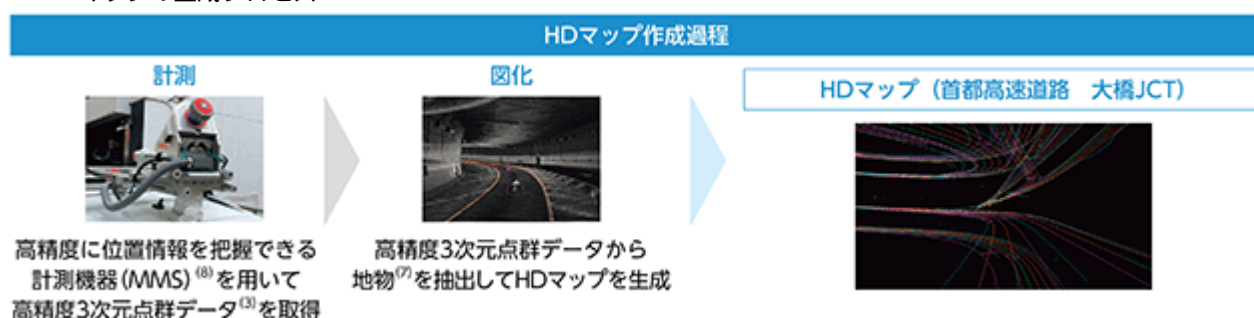 HDマップ作成過程
計測
図化
HDマップ（首都高速道路　大橋JCT）
高精度に位置情報を把握できる
計測機器(MMS)⁽⁸⁾を用いて
高精度3次元点群データ⁽³⁾を取得
高精度3次元点群データから
地物⁽⁷⁾を抽出してHDマップを生成